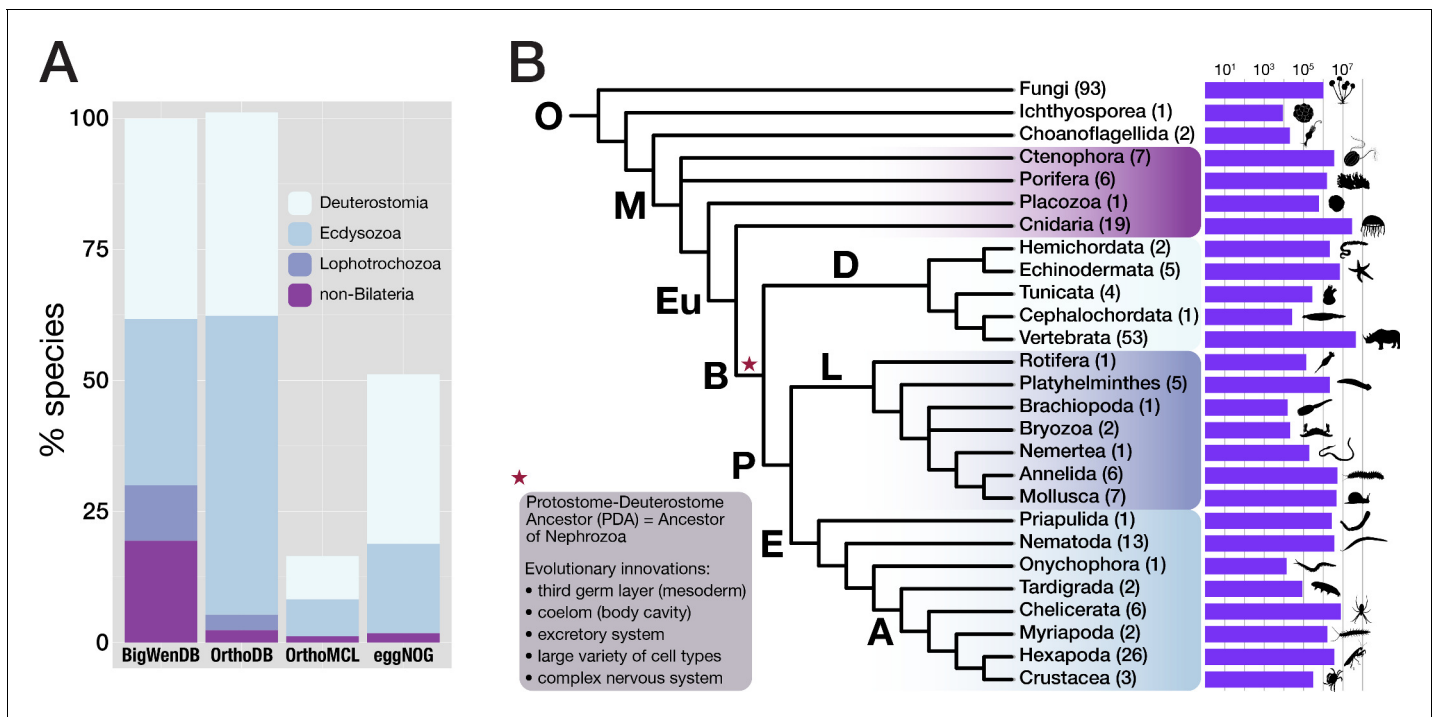 A
100
75
50
25
0
% species
Deuterostomia
Ecdysozoa
Lophotrochozoa
non-Bilateria
BigWenDB OrthoDB OrthoMCL eggNOG
B
10¹ 10³ 10⁵ 10⁷
O
M
Eu
B
D
L
P
E
A
Fungi (93)
Ichthyosporea (1)
Choanoflagellida (2)
Ctenophora (7)
Porifera (6)
Placozoa (1)
Cnidaria (19)
Hemichordata (2)
Echinodermata (5)
Tunicata (4)
Cephalochordata (1)
Vertebrata (53)
Rotifera (1)
Platyhelminthes (5)
Brachiopoda (1)
Bryozoa (2)
Nemertea (1)
Annelida (6)
Mollusca (7)
Priapulida (1)
Nematoda (13)
Onychophora (1)
Tardigrada (2)
Chelicerata (6)
Myriapoda (2)
Hexapoda (26)
Crustacea (3)
Protostome-Deuterostome
Ancestor (PDA) = Ancestor
of Nephrozoa
Evolutionary innovations:
• third germ layer (mesoderm)
• coelom (body cavity)
• excretory system
• large variety of cell types
• complex nervous system